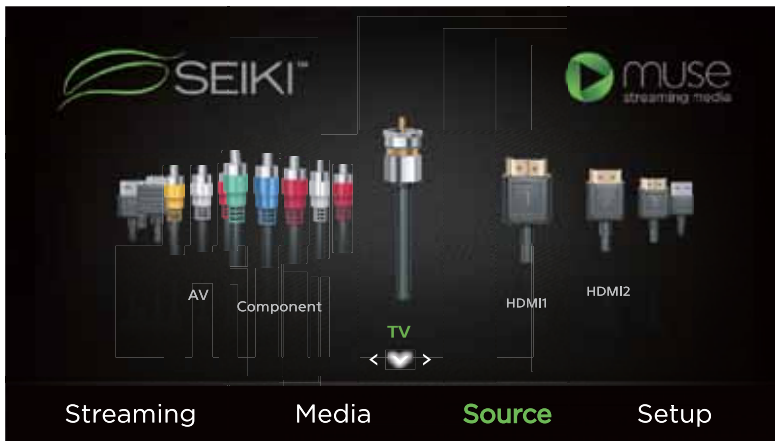 SEIKI™
muse
streaming media
AV
Component
TV
HDMI1
HDMI2
< >
Streaming Media Source Setup